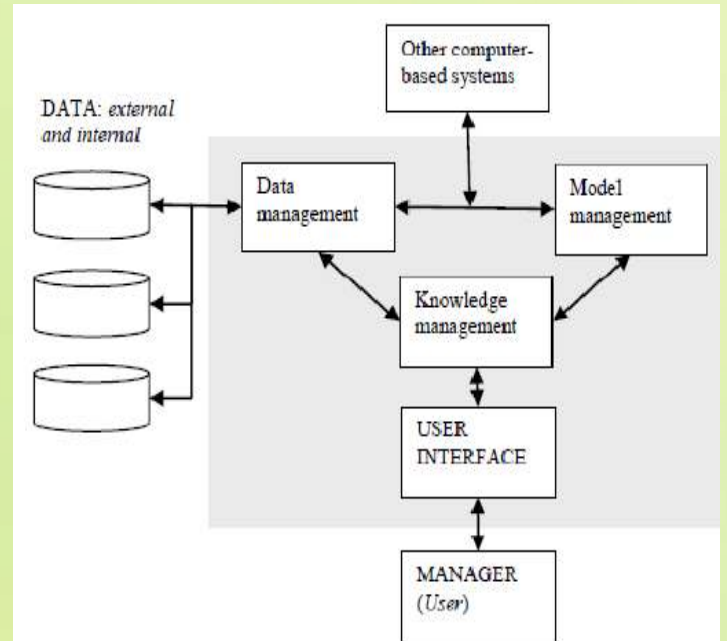 Other computer-
based systems
DATA: external
and internal
Data
management
Model
management
Knowledge
management
USER
INTERFACE
MANAGER
(User)